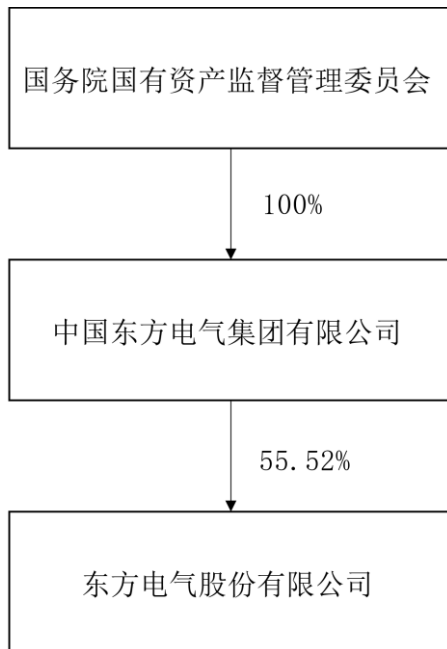 国务院国有资产监督管理委员会
100%
中国东方电气集团有限公司
55.52%
东方电气股份有限公司